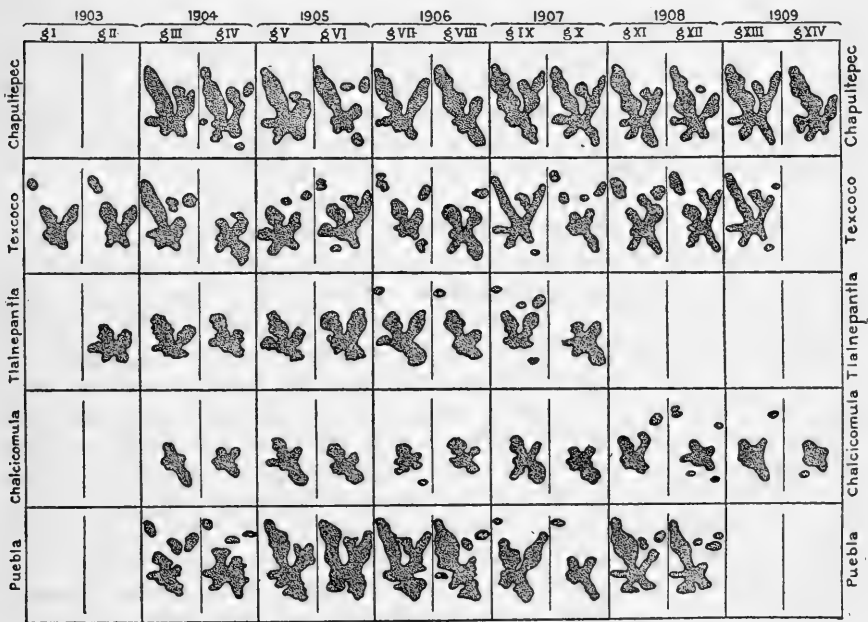 1903 1904 1905 1906 1907 1908 1909
g I g II g III g IV g V g VI g VII g VIII g IX g X g XI g XII g XIII g XIV
Chapultepec Chapultepec
Texcoco Texcoco
Tlalnepantla Tlalnepantla
Chalcicomula Chalcicomula
Puebla Puebla